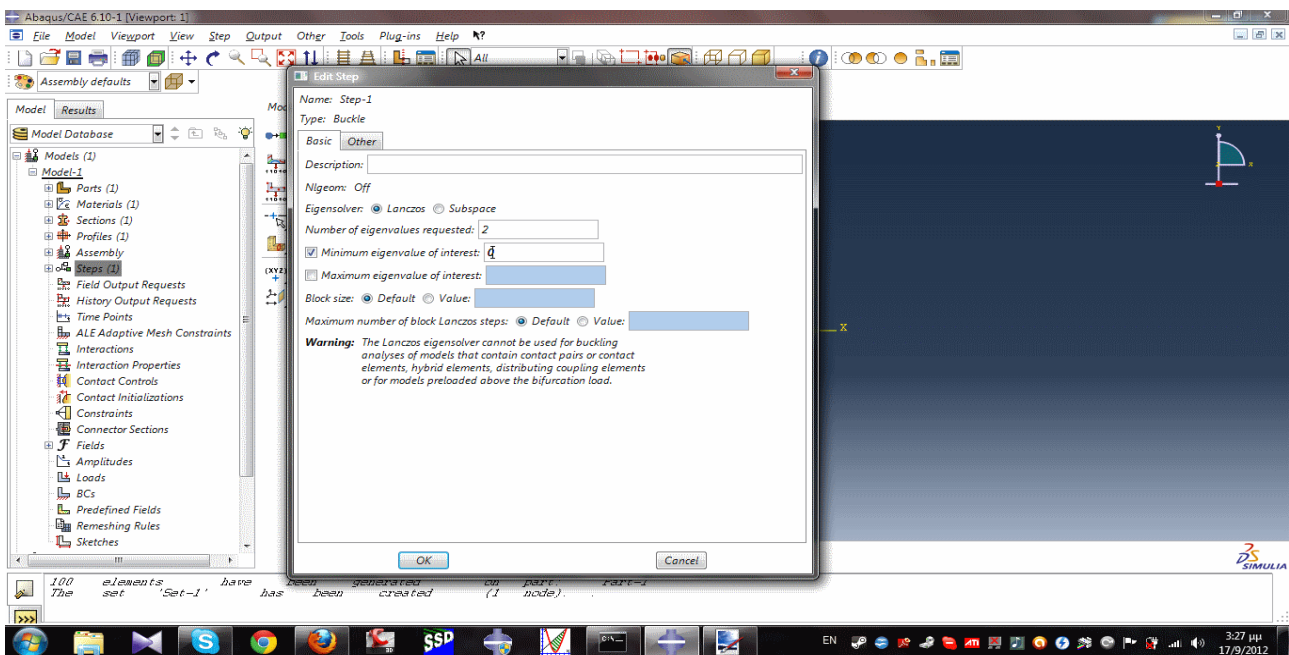 Abaqus/CAE 6.10-1 [Viewport: 1]
File Model Viewport View Step Output Other Tools Plug-ins Help
All
Assembly defaults
Edit Step
Name: Step-1
Type: Buckle
Basic Other
Description:
Nlgeom: Off
Eigensolver: Lanczos Subspace
Number of eigenvalues requested: 2
Minimum eigenvalue of interest: 0
Maximum eigenvalue of interest:
Block size: Default Value:
Maximum number of block Lanczos steps: Default Value:
Warning: The Lanczos eigensolver cannot be used for buckling
analyses of models that contain contact pairs or contact
elements, hybrid elements, distributing coupling elements
or for models preloaded above the bifurcation load.
OK Cancel
Model Results
Model Database
Models (1)
Model-1
Parts (1)
Materials (1)
Sections (1)
Profiles (1)
Assembly
Steps (1)
Field Output Requests
History Output Requests
Time Points
ALE Adaptive Mesh Constraints
Interactions
Interaction Properties
Contact Controls
Contact Initializations
Constraints
Connector Sections
Fields
Amplitudes
Loads
BCs
Predefined Fields
Remeshing Rules
Sketches
(XYZ)
Y
X
X
SIMULIA
100 elements have been generated on part: Part-1
The set 'Set-1' has been created (1 node).
>>>
SSD
EN
3:27 μμ
17/9/2012